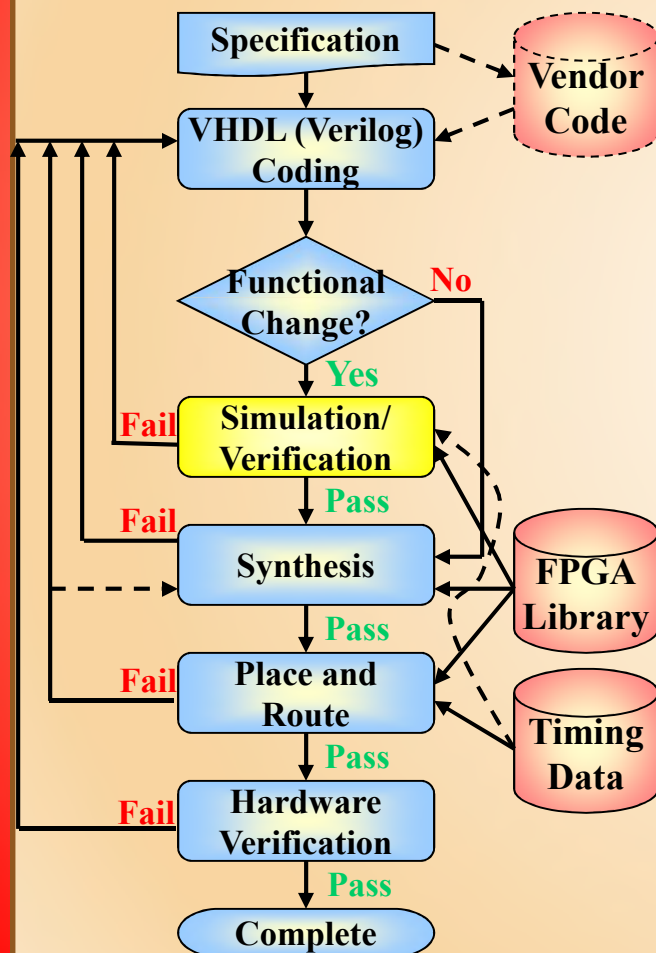 Specification
Vendor
Code
VHDL (Verilog)
Coding
Functional
Change?
No
Yes
Simulation/
Verification
Fail
Pass
Fail
Synthesis
FPGA
Library
Pass
Fail
Place and
Route
Timing
Data
Pass
Fail
Hardware
Verification
Pass
Complete